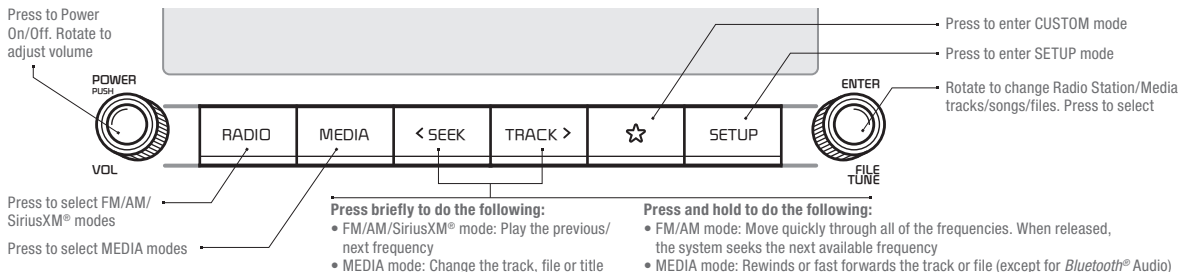 Press to Power
On/Off. Rotate to
adjust volume
Press to enter CUSTOM mode
Press to enter SETUP mode
POWER
PUSH
ENTER
Rotate to change Radio Station/Media
tracks/songs/files. Press to select
RADIO
MEDIA
< SEEK
TRACK >
SETUP
VOL
FILE
TUNE
Press to select FM/AM/
SiriusXM® modes
Press to select MEDIA modes
Press briefly to do the following:
• FM/AM/SiriusXM® mode: Play the previous/
next frequency
• MEDIA mode: Change the track, file or title
Press and hold to do the following:
• FM/AM mode: Move quickly through all of the frequencies. When released,
the system seeks the next available frequency
• MEDIA mode: Rewinds or fast forwards the track or file (except for Bluetooth® Audio)